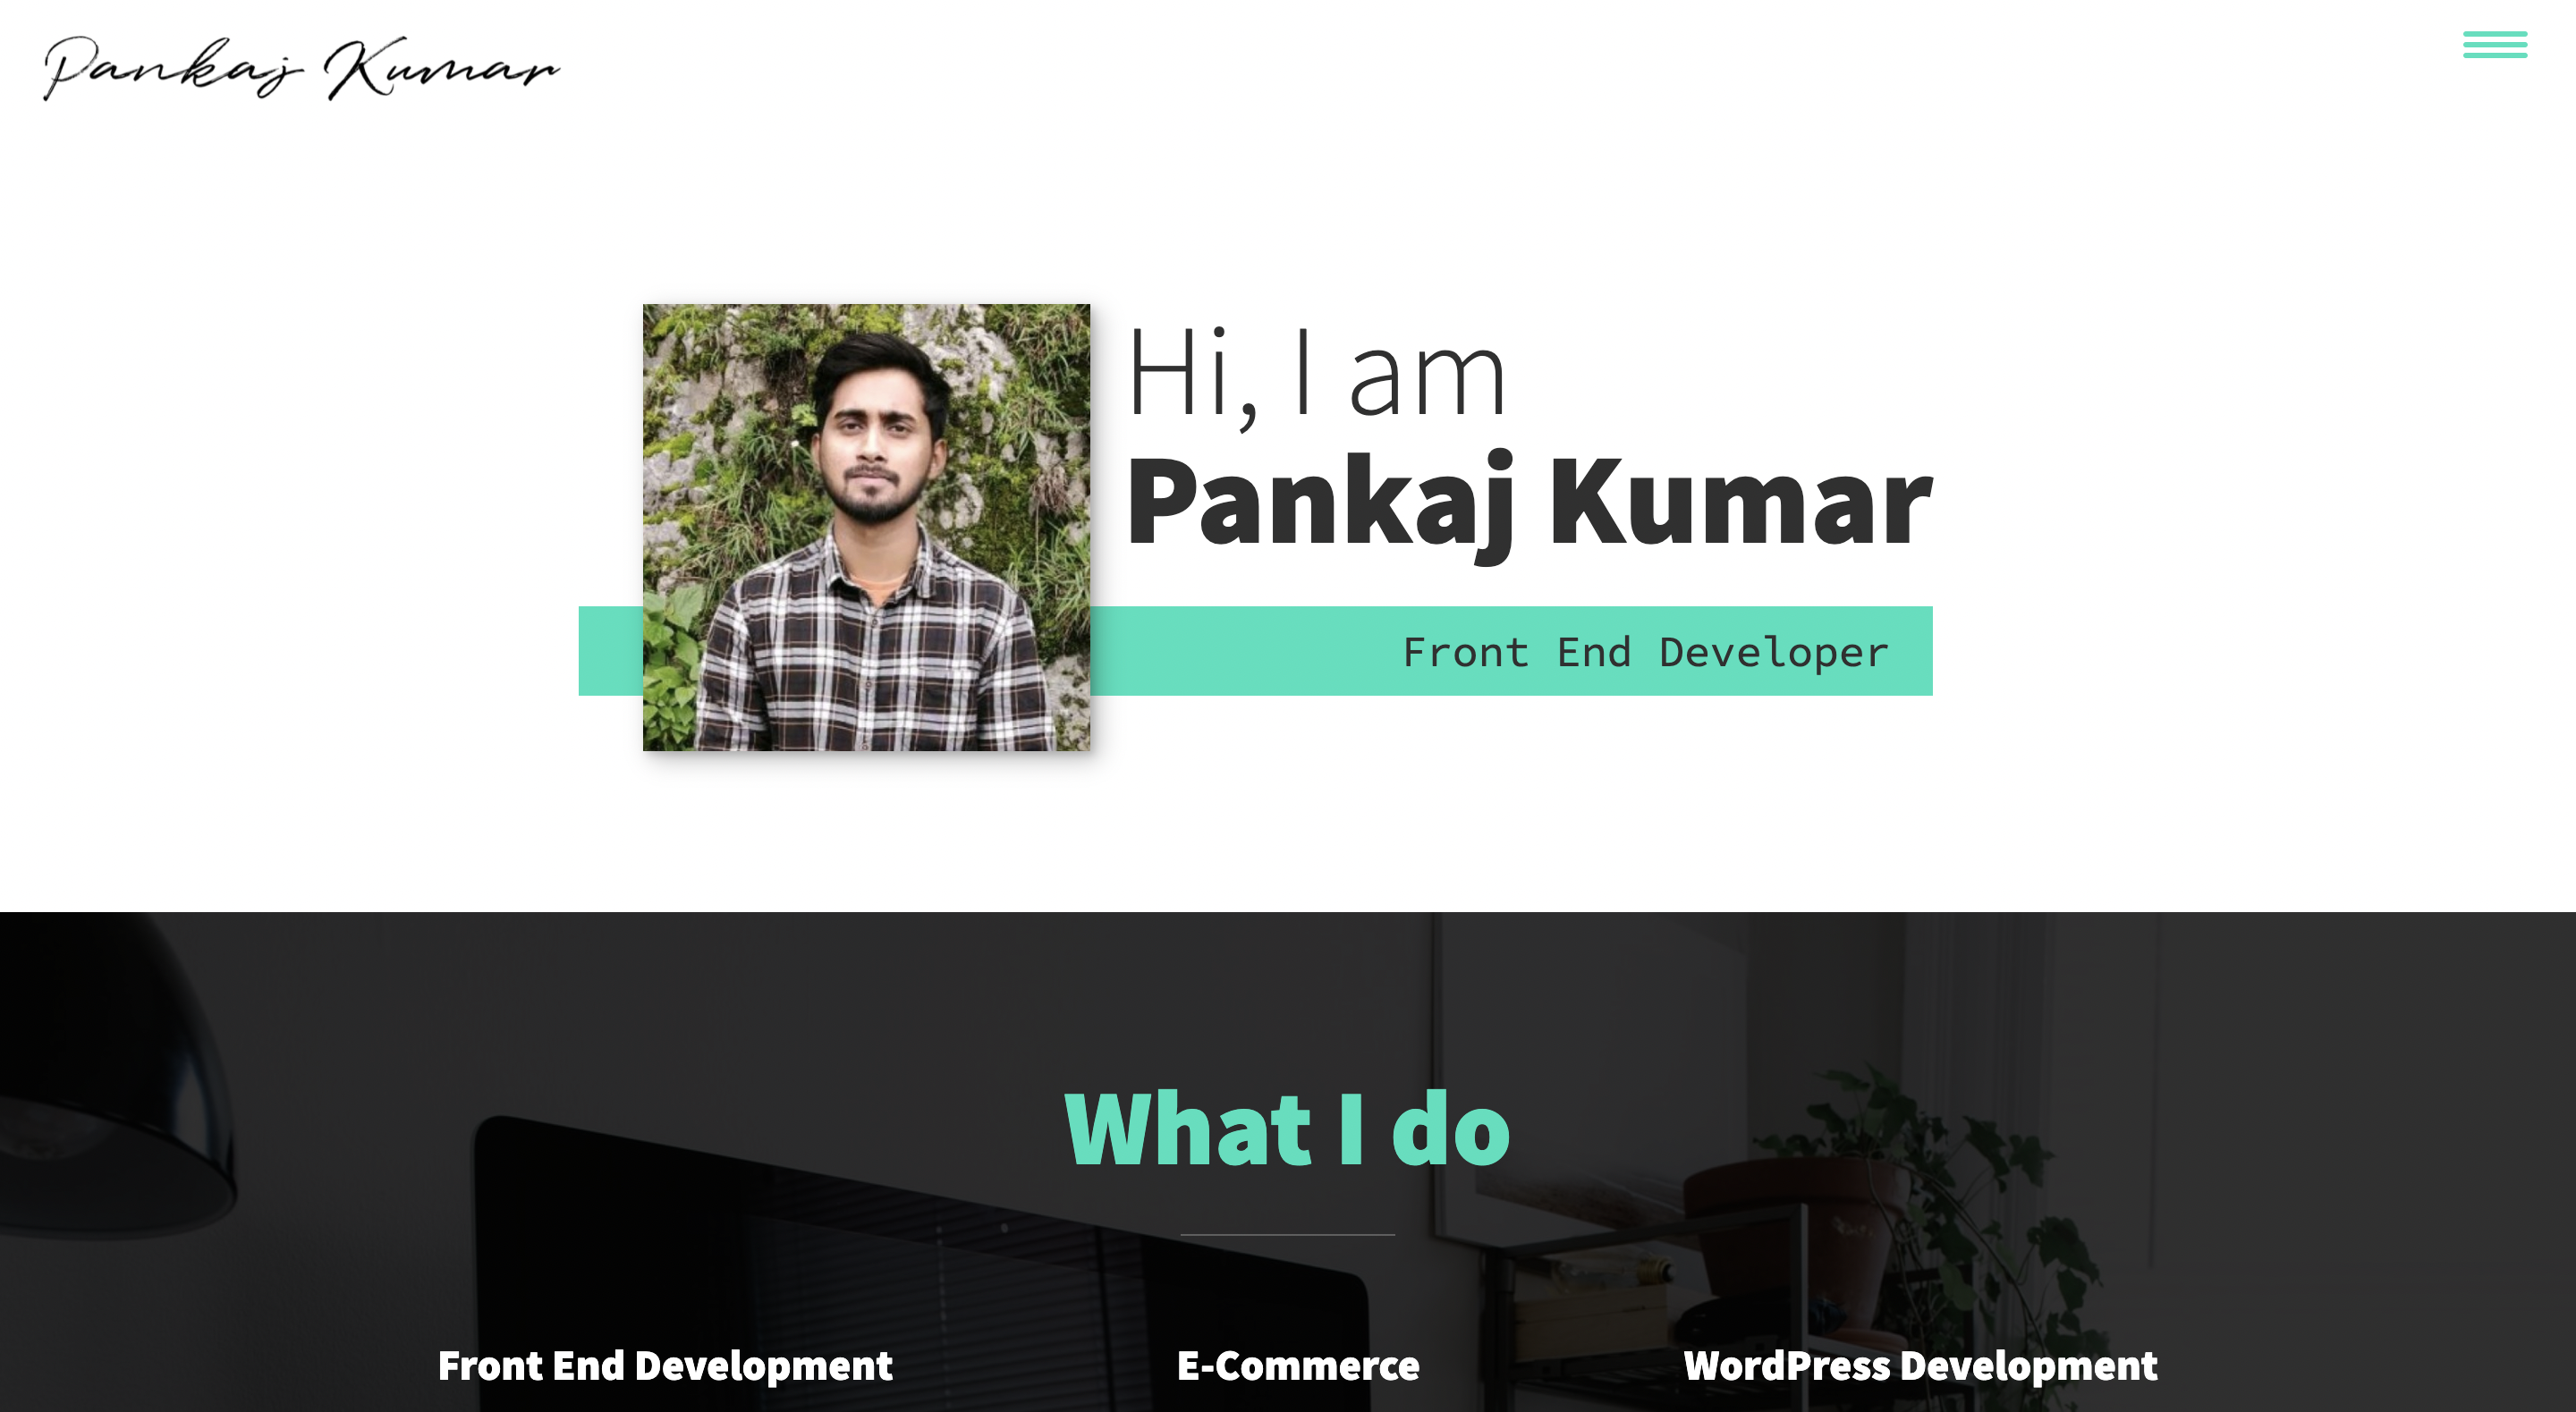 Pankaj Kumar
Hi, I am
Pankaj Kumar
Front End Developer
What I do
Front End Development
E-Commerce
WordPress Development